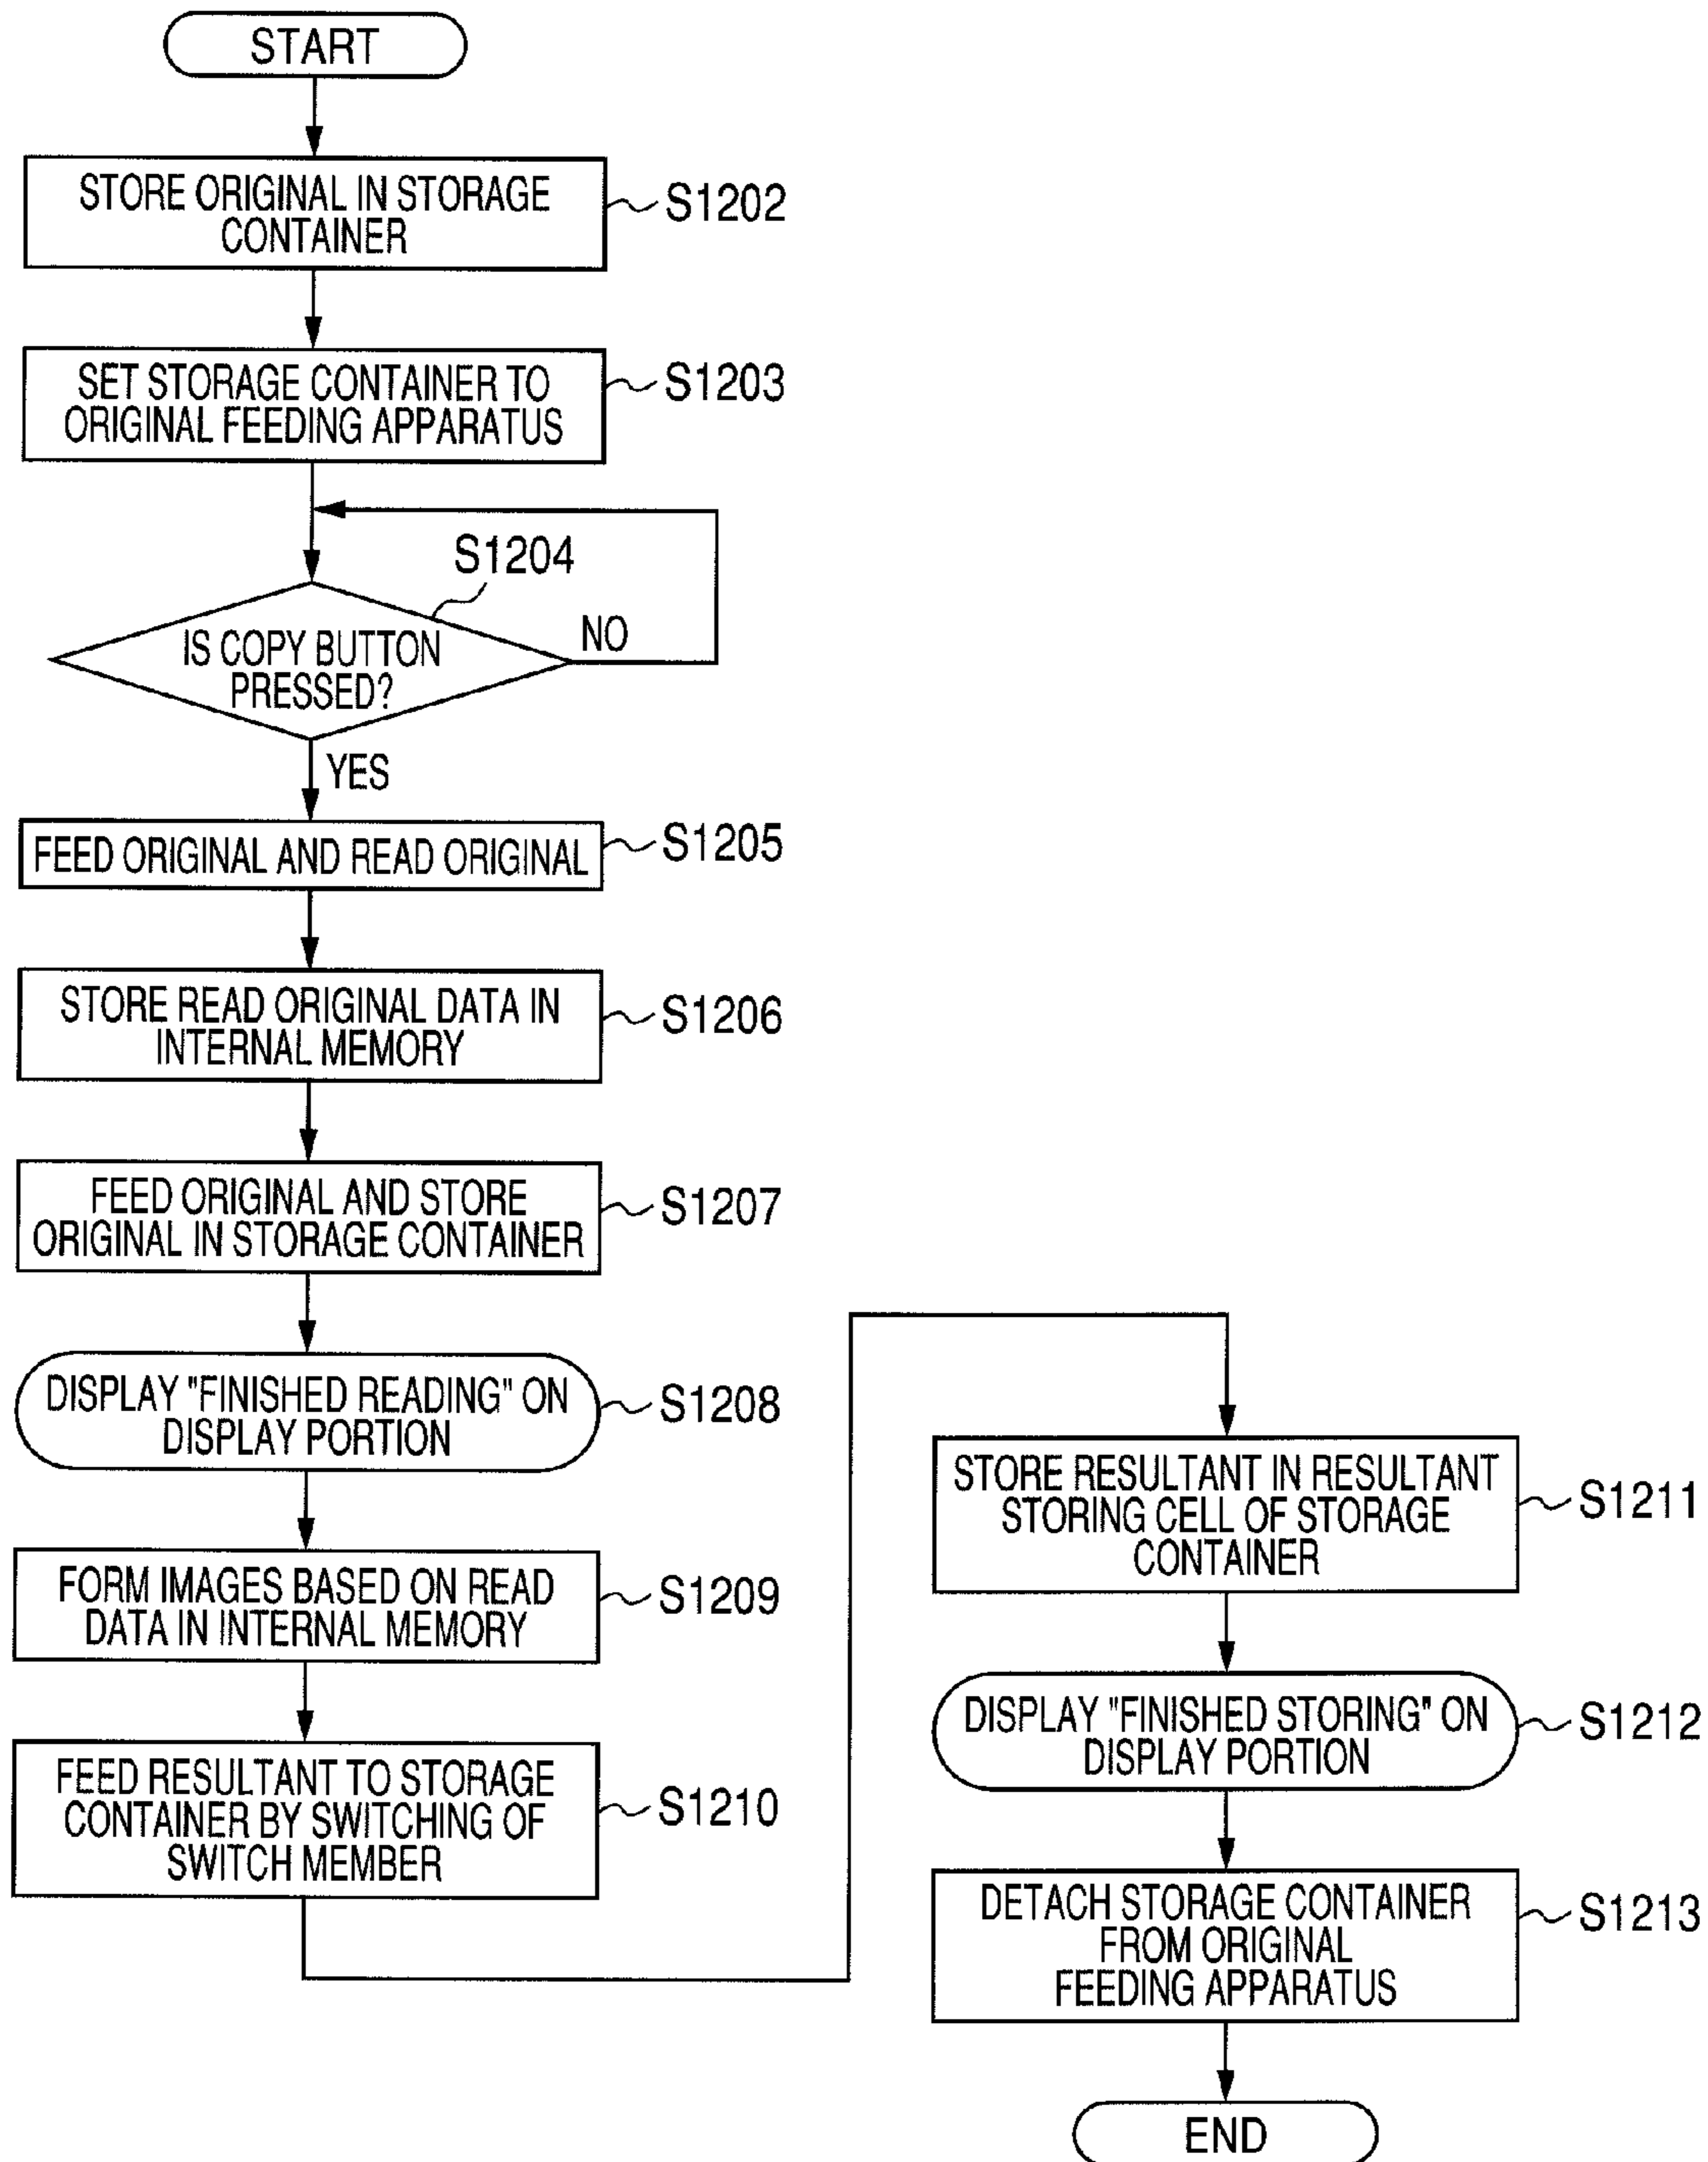 START
STORE ORIGINAL IN STORAGE
CONTAINER
S1202
SET STORAGE CONTAINER TO
ORIGINAL FEEDING APPARATUS
S1203
S1204
IS COPY BUTTON
PRESSED?
NO
YES
FEED ORIGINAL AND READ ORIGINAL
S1205
STORE READ ORIGINAL DATA IN
INTERNAL MEMORY
S1206
FEED ORIGINAL AND STORE
ORIGINAL IN STORAGE CONTAINER
S1207
DISPLAY "FINISHED READING" ON
DISPLAY PORTION
S1208
FORM IMAGES BASED ON READ
DATA IN INTERNAL MEMORY
S1209
FEED RESULTANT TO STORAGE
CONTAINER BY SWITCHING OF
SWITCH MEMBER
S1210
STORE RESULTANT IN RESULTANT
STORING CELL OF STORAGE
CONTAINER
S1211
DISPLAY "FINISHED STORING" ON
DISPLAY PORTION
S1212
DETACH STORAGE CONTAINER
FROM ORIGINAL
FEEDING APPARATUS
S1213
END